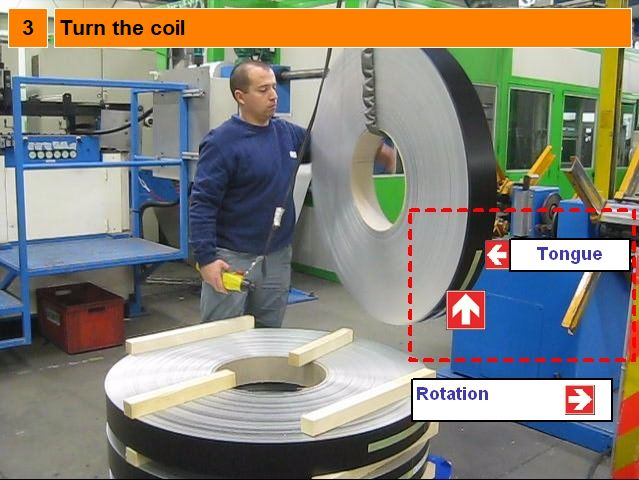 3
Turn the coil
Tongue
Rotation